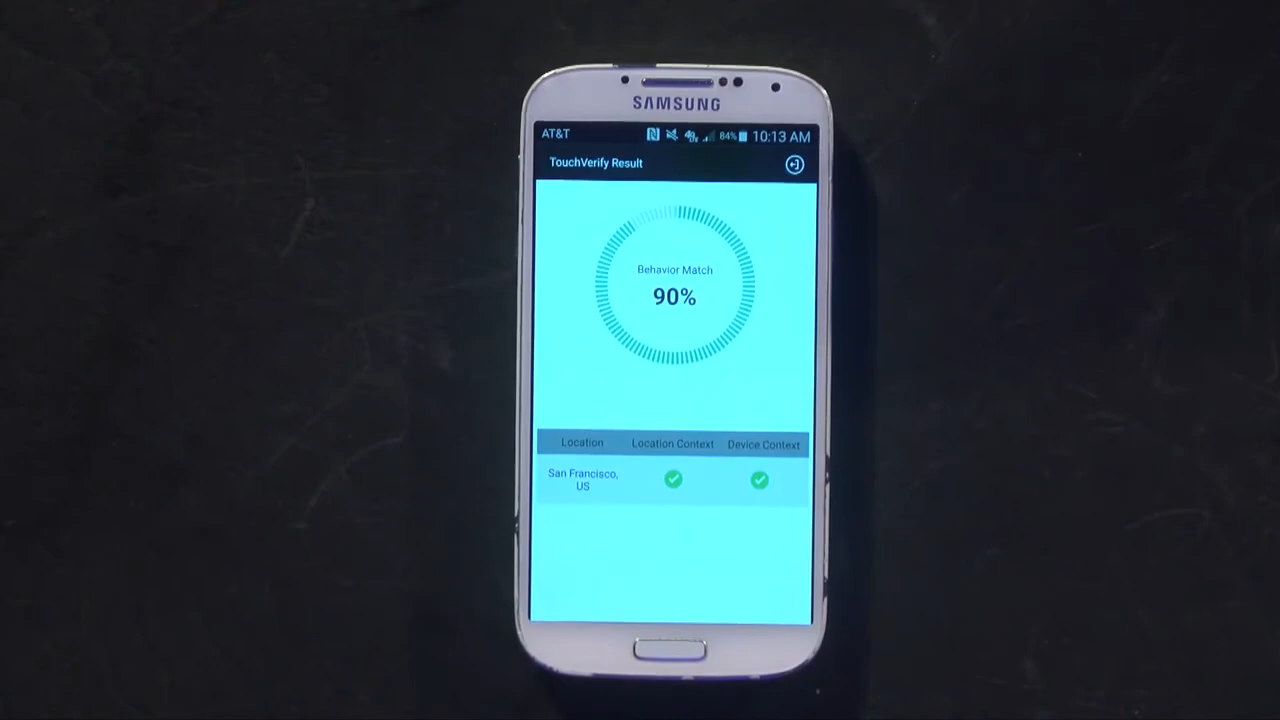 SAMSUNG
AT&T 84% 10:13 AM
TouchVerify Result
Behavior Match
90%
Location Location Context Device Context
San Francisco,
US